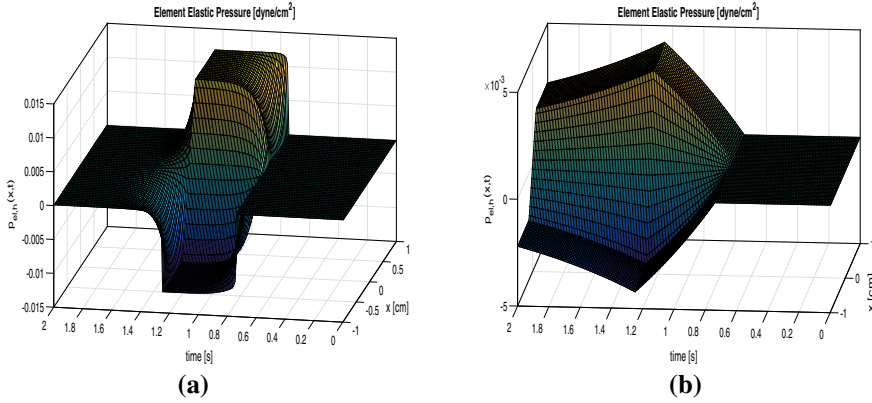 Element Elastic Pressure [dyne/cm²]
0.015
0.01
0.005
0
-0.005
-0.01
-0.015
p_el,h(x,t)
2 1.8 1.6 1.4 1.2 1 0.8 0.6 0.4 0.2 0
time [s]
1
0.5
0
-0.5
-1
x [cm]
(a)
Element Elastic Pressure [dyne/cm²]
×10⁻³
5
0
-5
p_el,h(x,t)
2 1.8 1.6 1.4 1.2 1 0.8 0.6 0.4 0.2 0
time [s]
1
0
-1
x [cm]
(b)